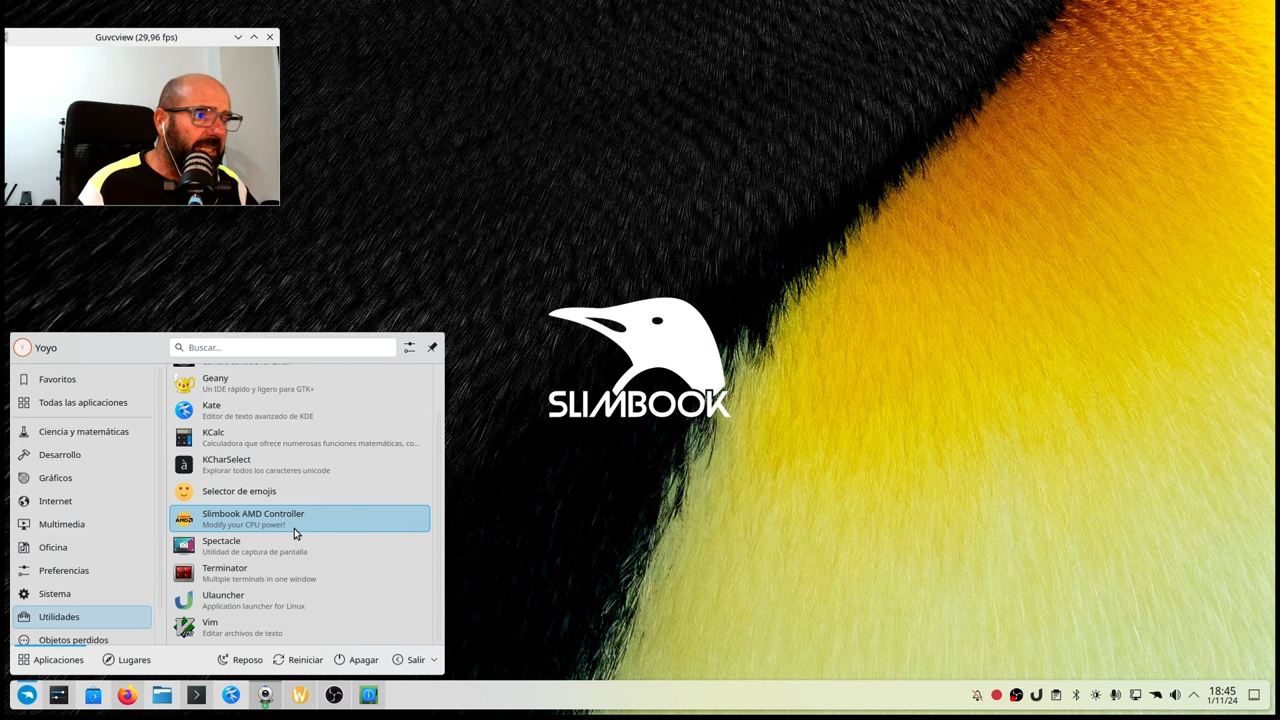 Guvcview (29,96 fps)
SLIMBOOK
Y
Yoyo
Buscar...
Favoritos
Todas las aplicaciones
Ciencia y matemáticas
Desarrollo
Gráficos
Internet
Multimedia
Oficina
Preferencias
Sistema
Utilidades
Objetos perdidos
Geany
Un IDE rápido y ligero para GTK+
Kate
Editor de texto avanzado de KDE
KCalc
Calculadora que ofrece numerosas funciones matemáticas, co...
à
KCharSelect
Explorar todos los caracteres unicode
Selector de emojis
AMD
Slimbook AMD Controller
Modify your CPU power!
Spectacle
Utilidad de captura de pantalla
Terminator
Multiple terminals in one window
Ulauncher
Application launcher for Linux
Vim
Editar archivos de texto
Aplicaciones
Lugares
Reposo
Reiniciar
Apagar
Salir
18:45
1/11/24